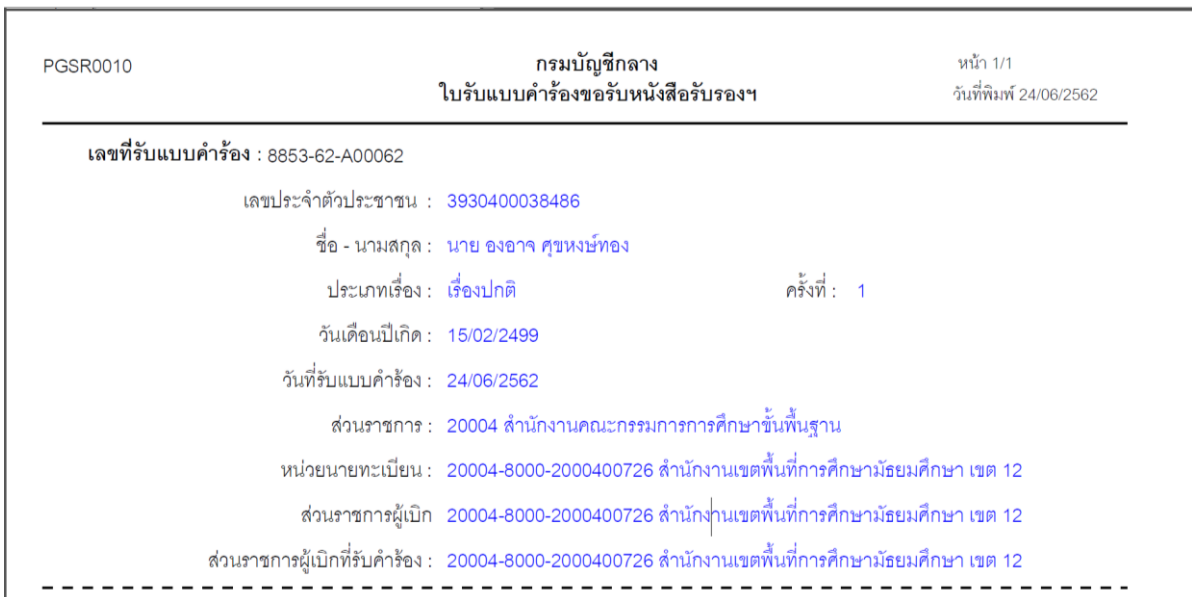 PGSR0010 กรมบัญชีกลาง หน้า 1/1
ใบรับแบบคำร้องขอรับหนังสือรับรองฯ วันที่พิมพ์ 24/06/2562
เลขที่รับแบบคำร้อง : 8853-62-A00062
เลขประจำตัวประชาชน : 3930400038486
ชื่อ - นามสกุล : นาย องอาจ ศุขหงษ์ทอง
ประเภทเรื่อง : เรื่องปกติ ครั้งที่ : 1
วันเดือนปีเกิด : 15/02/2499
วันที่รับแบบคำร้อง : 24/06/2562
ส่วนราชการ : 20004 สำนักงานคณะกรรมการการศึกษาขั้นพื้นฐาน
หน่วยนายทะเบียน : 20004-8000-2000400726 สำนักงานเขตพื้นที่การศึกษามัธยมศึกษา เขต 12
ส่วนราชการผู้เบิก 20004-8000-2000400726 สำนักงานเขตพื้นที่การศึกษามัธยมศึกษา เขต 12
ส่วนราชการผู้เบิกที่รับคำร้อง : 20004-8000-2000400726 สำนักงานเขตพื้นที่การศึกษามัธยมศึกษา เขต 12